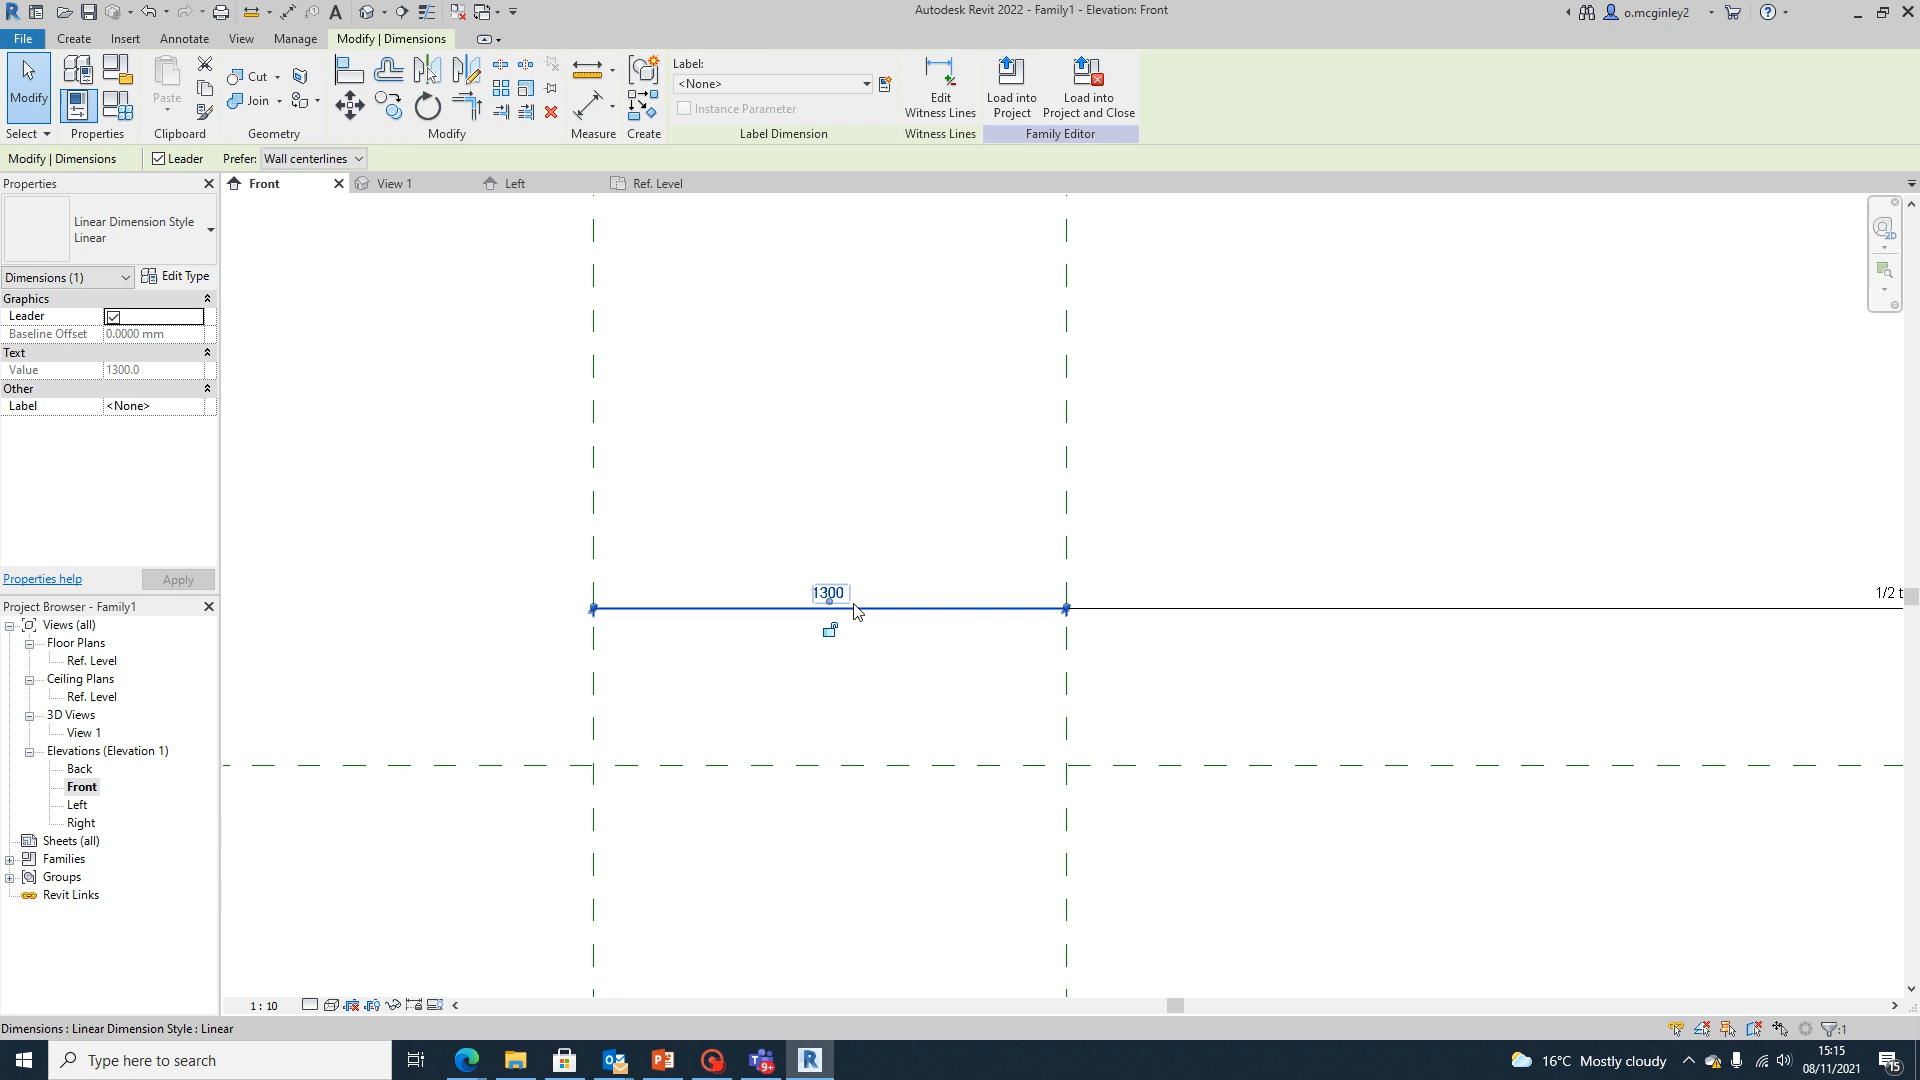 Autodesk Revit 2022 - Family1 - Elevation: Front
o.mcginley2
File Create Insert Annotate View Manage Modify | Dimensions
Modify
Paste
Cut
Join
Label:
<None>
Instance Parameter
Edit
Witness Lines
Load into
Project
Load into
Project and Close
Select Properties Clipboard Geometry Modify Measure Create Label Dimension Witness Lines Family Editor
Modify | Dimensions Leader Prefer: Wall centerlines
Properties
Front View 1 Left Ref. Level
Linear Dimension Style
Linear
Dimensions (1) Edit Type
Graphics
Leader
Baseline Offset 0.0000 mm
Text
Value 1300.0
Other
Label <None>
Properties help Apply
2D
1300
1/2 t
Project Browser - Family1
Views (all)
Floor Plans
Ref. Level
Ceiling Plans
Ref. Level
3D Views
View 1
Elevations (Elevation 1)
Back
Front
Left
Right
Sheets (all)
Families
Groups
Revit Links
1 : 10
Dimensions : Linear Dimension Style : Linear
:1
Type here to search
9+
16°C Mostly cloudy
15:15
08/11/2021
15